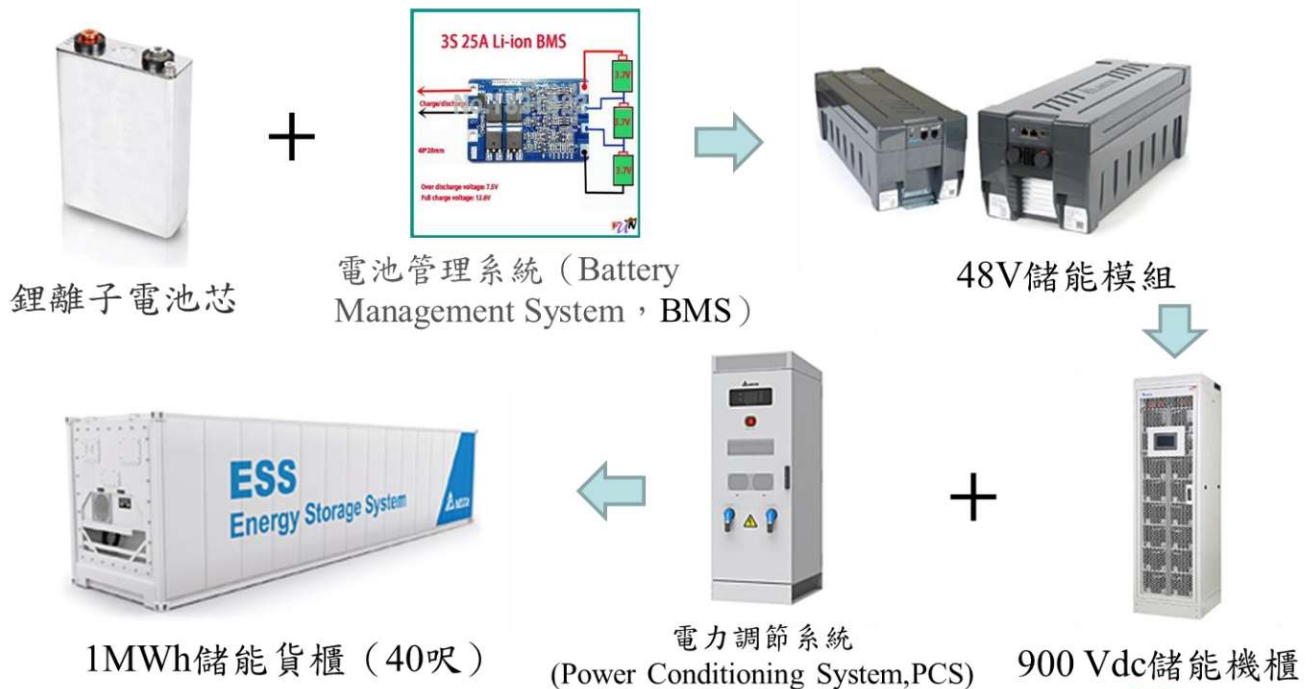 3S 25A Li-ion BMS
3.7V
Charge/discharge
3.7V
48*20mm
3.7V
Over discharge voltage: 7.5V
Full charge voltage: 12.6V
鋰離子電池芯
電池管理系統（Battery
Management System，BMS）
48V儲能模組
ESS
Energy Storage System
1MWh儲能貨櫃（40呎）
電力調節系統
(Power Conditioning System,PCS)
900 Vdc儲能機櫃